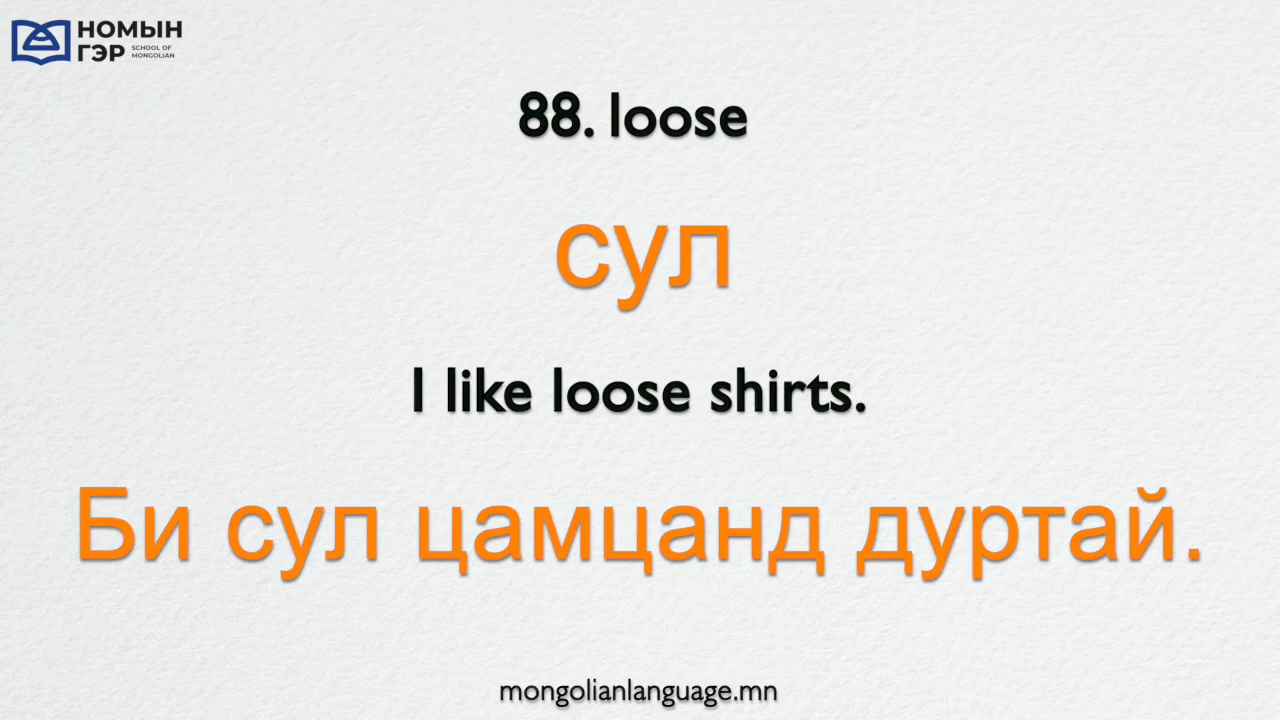 НОМЫН
ГЭР SCHOOL OF
MONGOLIAN
88. loose
сул
I like loose shirts.
Би сул цамцанд дуртай.
mongolianlanguage.mn